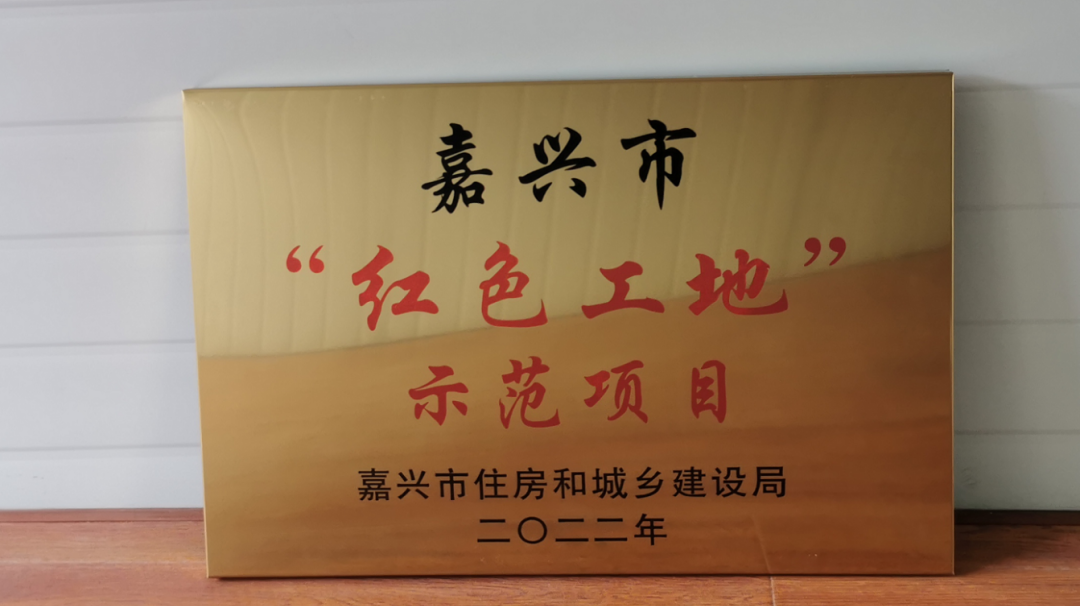 嘉兴市
“红色工地”
示范项目
嘉兴市住房和城乡建设局
二〇二二年